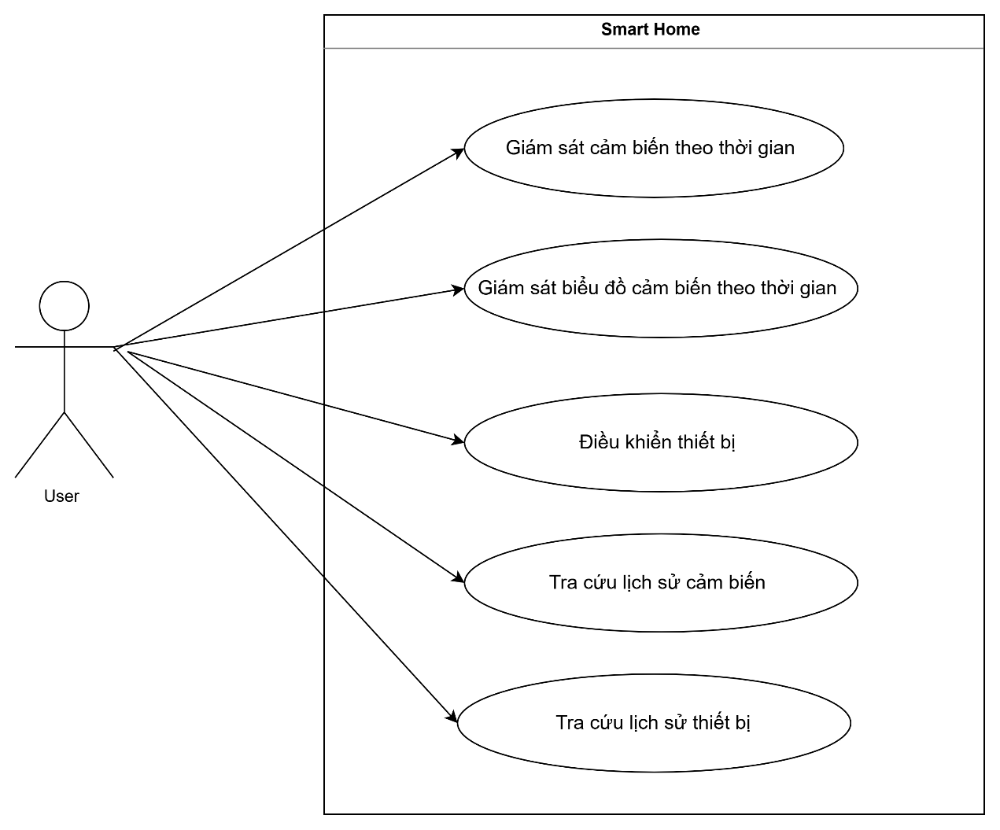 Smart Home
Giám sát cảm biến theo thời gian
Giám sát biểu đồ cảm biến theo thời gian
Điều khiển thiết bị
User
Tra cứu lịch sử cảm biến
Tra cứu lịch sử thiết bị